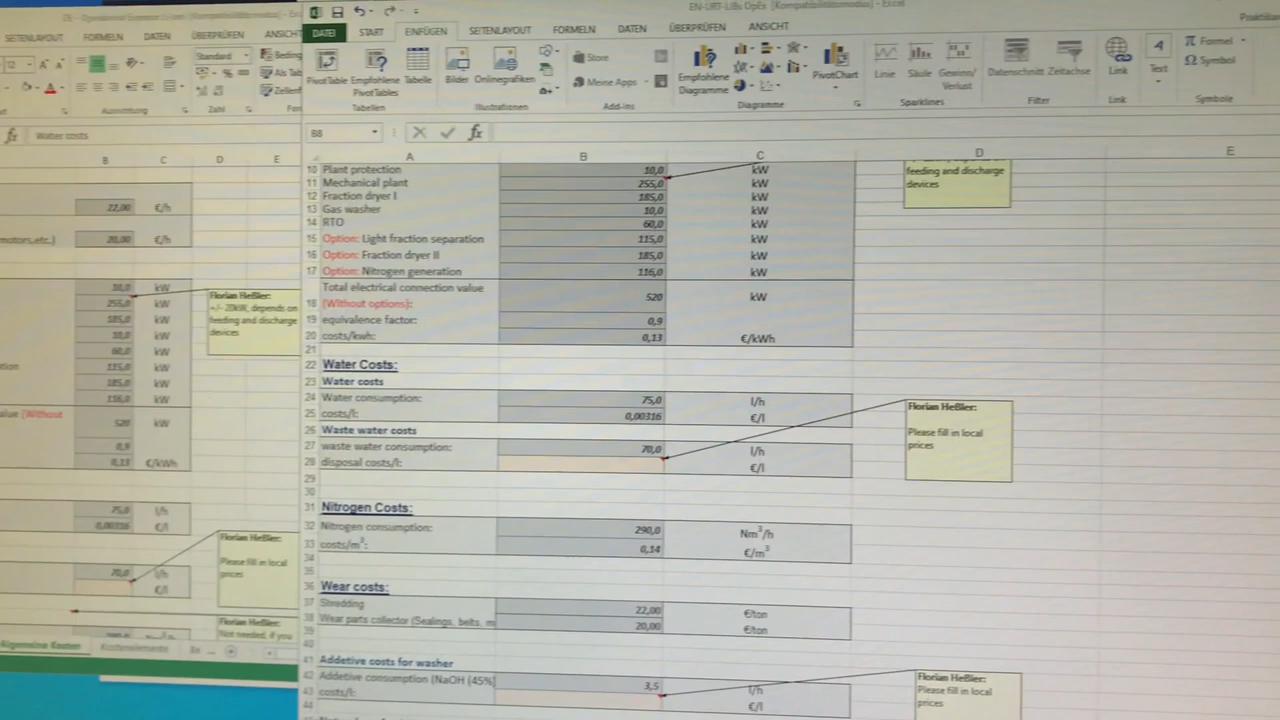 EN-URT-LIBs OpEx [Kompatibilitätsmodus] - Excel
SEITENLAYOUT FORMELN DATEN ÜBERPRÜFEN ANSICHT
DATEI START EINFÜGEN SEITENLAYOUT FORMELN DATEN ÜBERPRÜFEN ANSICHT
Standard
Ausrichtung Zahl
PivotTable Empfohlene PivotTables Tabelle Bilder Onlinegrafiken Store Meine Apps Empfohlene Diagramme PivotChart Linie Säule Gewinn/Verlust Datenschnitt Zeitachse Link Text Formel Symbol
Tabellen Illustrationen Add-Ins Diagramme Sparklines Filter Link Symbole
fx Water costs
B C D E
22,00 €/h
motors,etc.) 20,00 €/h
10,0 kW
255,0 kW
185,0 kW
10,0 kW
60,0 kW
115,0 kW
185,0 kW
116,0 kW
520 kW
0,9
0,13 €/kWh
75,0 l/h
0,00316 €/l
70,0 l/h
€/l
Florian Heßler:
+/- 20kW, depends on
feeding and discharge
devices
Florian Heßler:
Please fill in local
prices
Florian Heßler:
Not needed, if you
Allgemeine Kosten Kostenelemente
B8 fx
A B C D E
10 Plant protection 10,0 kW
11 Mechanical plant 255,0 kW
12 Fraction dryer I 185,0 kW
13 Gas washer 10,0 kW
14 RTO 60,0 kW
15 Option: Light fraction separation 115,0 kW
16 Option: Fraction dryer II 185,0 kW
17 Option: Nitrogen generation 116,0 kW
Total electrical connection value
18 (Without options): 520 kW
19 equivalence factor: 0,9
20 costs/kwh: 0,13 €/kWh
21
22 Water Costs:
23 Water costs
24 Water consumption: 75,0 l/h
25 costs/l: 0,00316 €/l
26 Waste water costs
27 waste water consumption: 70,0 l/h
28 disposal costs/l: €/l
29
30
31 Nitrogen Costs:
32 Nitrogen consumption: 290,0 Nm³/h
33 costs/m³: 0,14 €/m³
34
35
36 Wear costs:
37 Shredding 22,00 €/ton
38 Wear parts collector (Sealings, belts, m 20,00 €/ton
39
40
41 Addetive costs for washer
42 Addetive consumption (NaOH (45%) 3,5 l/h
43 costs/l: €/l
44
feeding and discharge
devices
Florian Heßler:
Please fill in local
prices
Florian Heßler:
Please fill in local
prices